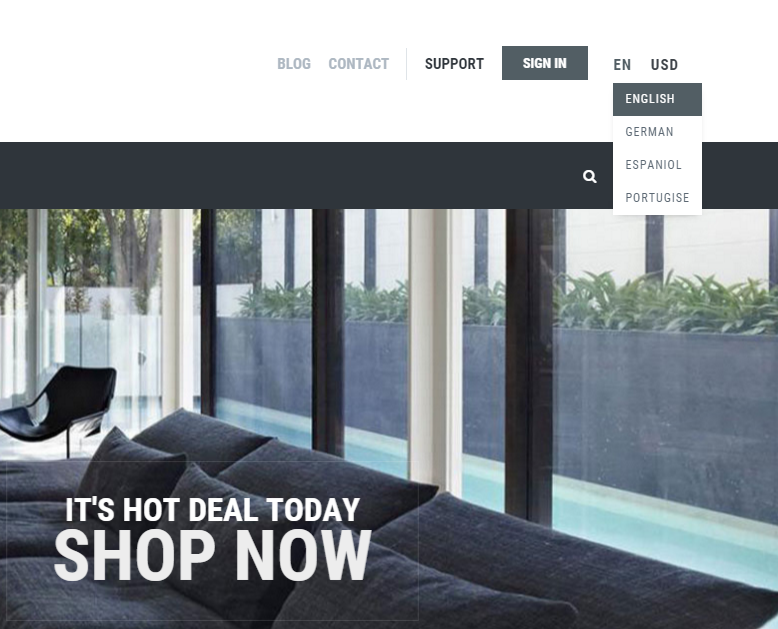 BLOG CONTACT SUPPORT SIGN IN EN USD
ENGLISH
GERMAN
ESPANIOL
PORTUGISE
IT'S HOT DEAL TODAY
SHOP NOW